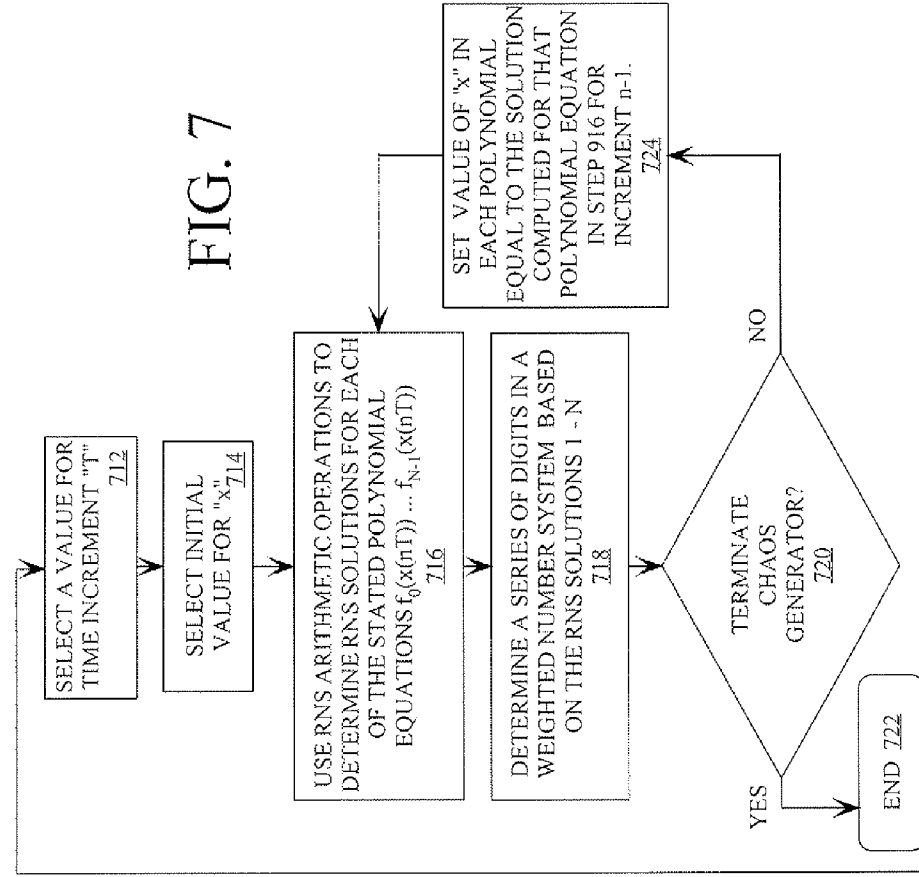 FIG. 7
SELECT A VALUE FOR
TIME INCREMENT "T"
712
SELECT INITIAL
VALUE FOR "x"
714
USE RNS ARITHMETIC OPERATIONS TO
DETERMINE RNS SOLUTIONS FOR EACH
OF THE STATED POLYNOMIAL
EQUATIONS f₀(x(nT)) ... f_N-1(x(nT))
716
DETERMINE A SERIES OF DIGITS IN A
WEIGHTED NUMBER SYSTEM BASED
ON THE RNS SOLUTIONS 1 - N
718
TERMINATE
CHAOS
GENERATOR?
720
YES
END 722
NO
SET VALUE OF "x" IN
EACH POLYNOMIAL
EQUAL TO THE SOLUTION
COMPUTED FOR THAT
POLYNOMIAL EQUATION
IN STEP 916 FOR
INCREMENT n-1.
724